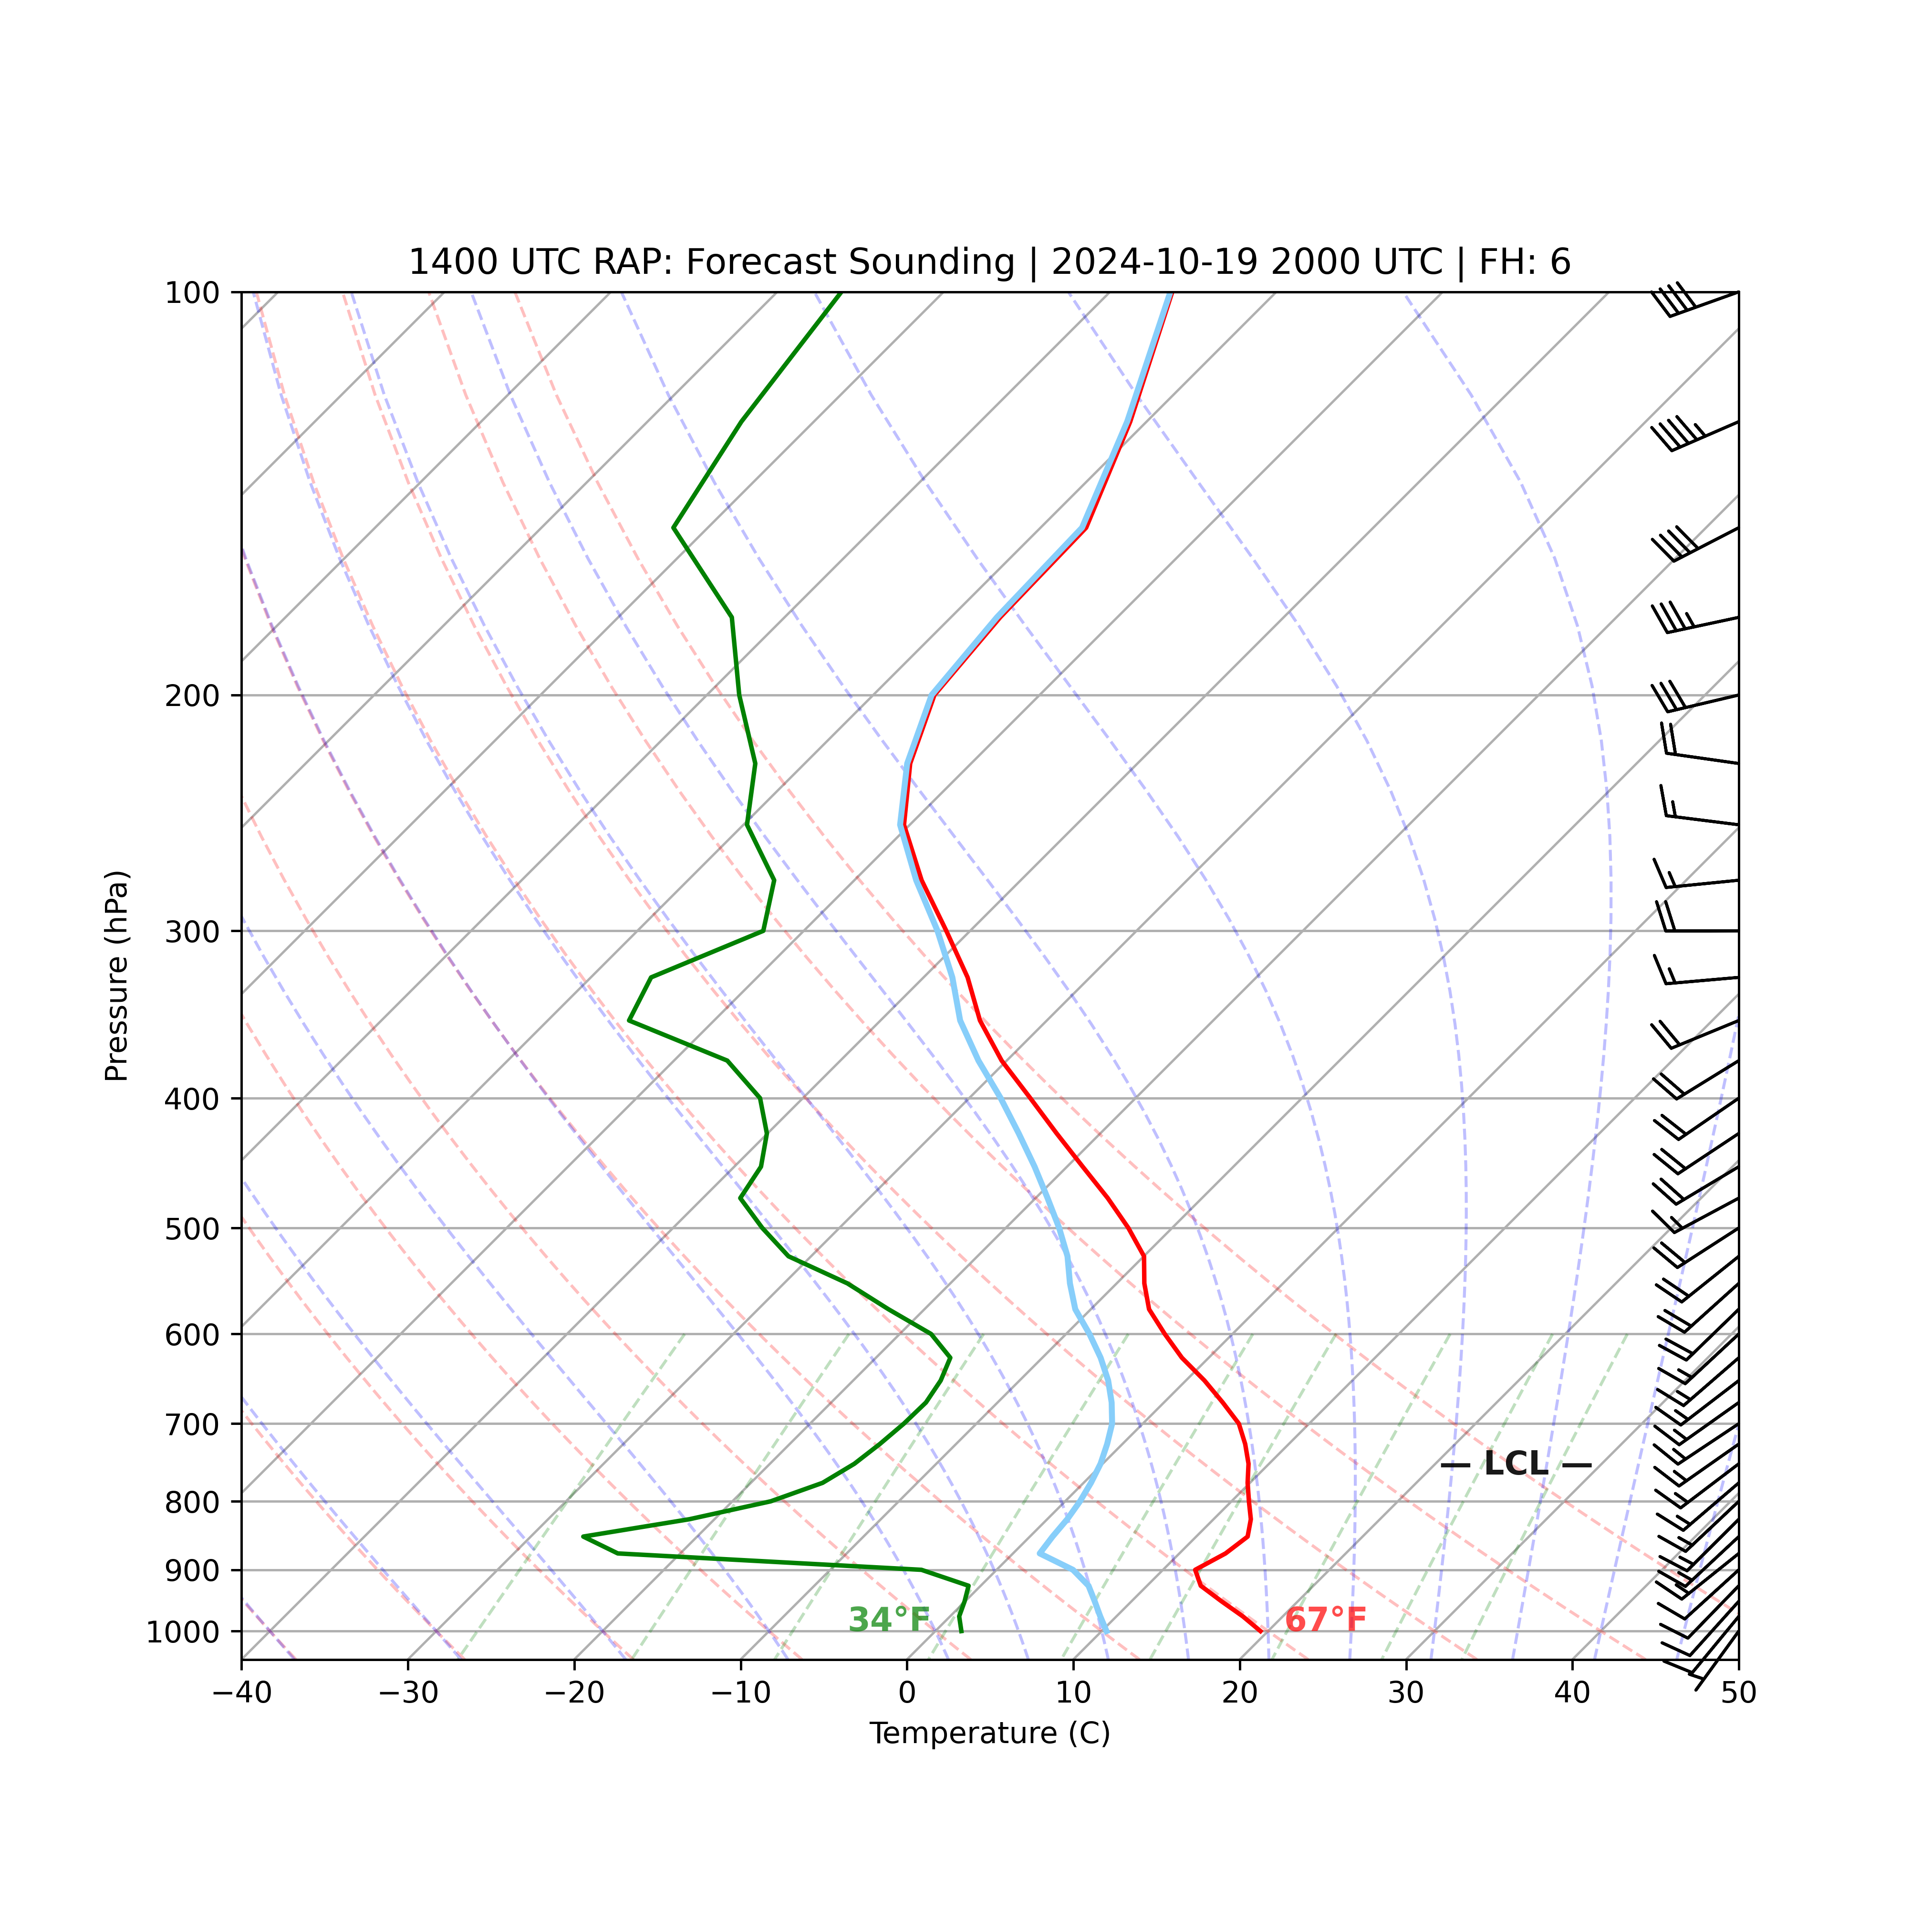 1400 UTC RAP: Forecast Sounding | 2024-10-19 2000 UTC | FH: 6
100
200
300
400
500
600
700
800
900
1000
Pressure (hPa)
— LCL —
34°F
67°F
−40 −30 −20 −10 0 10 20 30 40 50
Temperature (C)